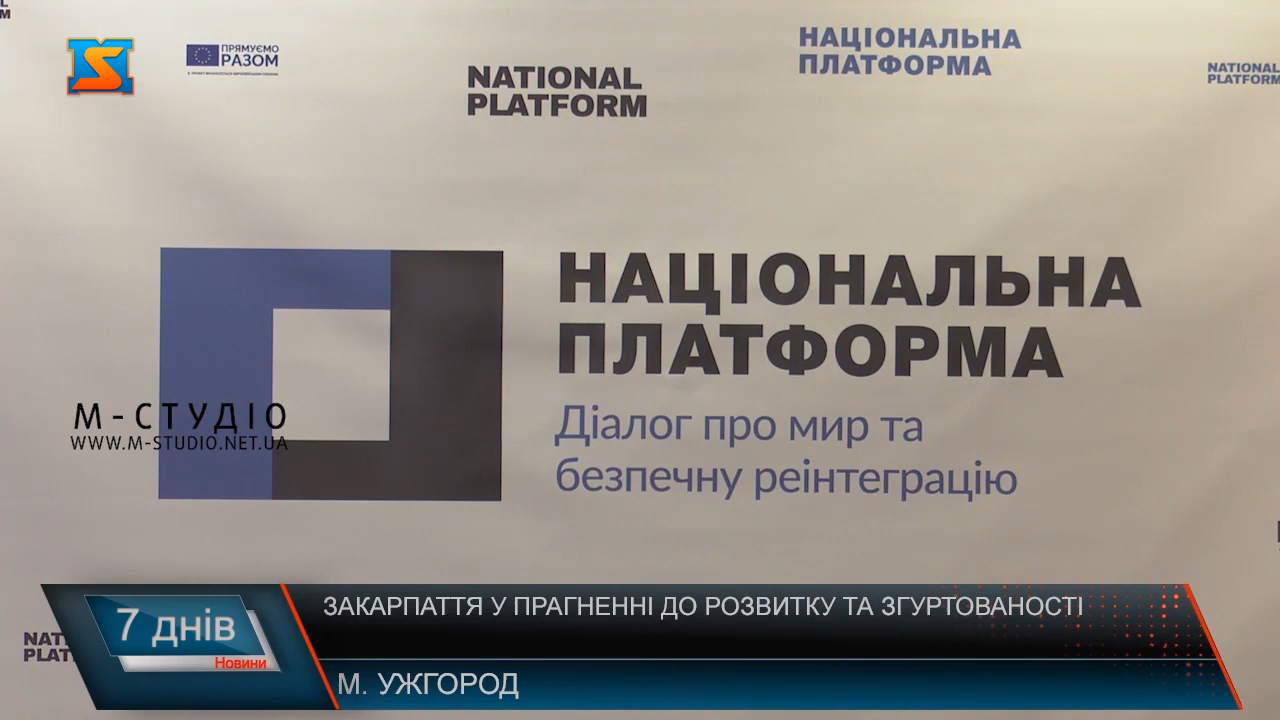 ПРЯМУЄМО
РАЗОМ
NATIONAL
PLATFORM
НАЦІОНАЛЬНА
ПЛАТФОРМА
NATIONAL
PLATFORM
НАЦІОНАЛЬНА
ПЛАТФОРМА
Діалог про мир та
безпечну реінтеграцію
М-СТУДІО
WWW.M-STUDIO.NET.UA
7 днів
Новини
ЗАКАРПАТТЯ У ПРАГНЕННІ ДО РОЗВИТКУ ТА ЗГУРТОВАНОСТІ
М. УЖГОРОД